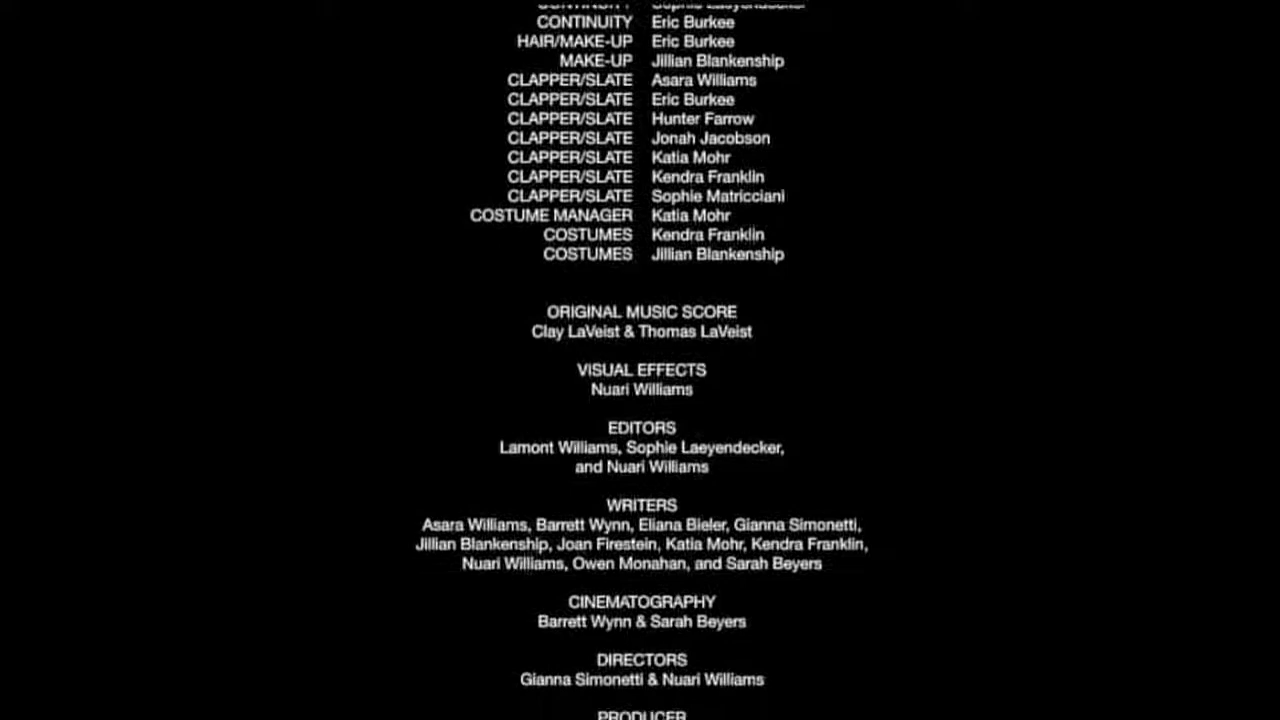 CONTINUITY Sophie Laeyendecker
CONTINUITY Eric Burkee
HAIR/MAKE-UP Eric Burkee
MAKE-UP Jillian Blankenship
CLAPPER/SLATE Asara Williams
CLAPPER/SLATE Eric Burkee
CLAPPER/SLATE Hunter Farrow
CLAPPER/SLATE Jonah Jacobson
CLAPPER/SLATE Katia Mohr
CLAPPER/SLATE Kendra Franklin
CLAPPER/SLATE Sophie Matricciani
COSTUME MANAGER Katia Mohr
COSTUMES Kendra Franklin
COSTUMES Jillian Blankenship
ORIGINAL MUSIC SCORE
Clay LaVeist & Thomas LaVeist
VISUAL EFFECTS
Nuari Williams
EDITORS
Lamont Williams, Sophie Laeyendecker,
and Nuari Williams
WRITERS
Asara Williams, Barrett Wynn, Eliana Bieler, Gianna Simonetti,
Jillian Blankenship, Joan Firestein, Katia Mohr, Kendra Franklin,
Nuari Williams, Owen Monahan, and Sarah Beyers
CINEMATOGRAPHY
Barrett Wynn & Sarah Beyers
DIRECTORS
Gianna Simonetti & Nuari Williams
PRODUCER